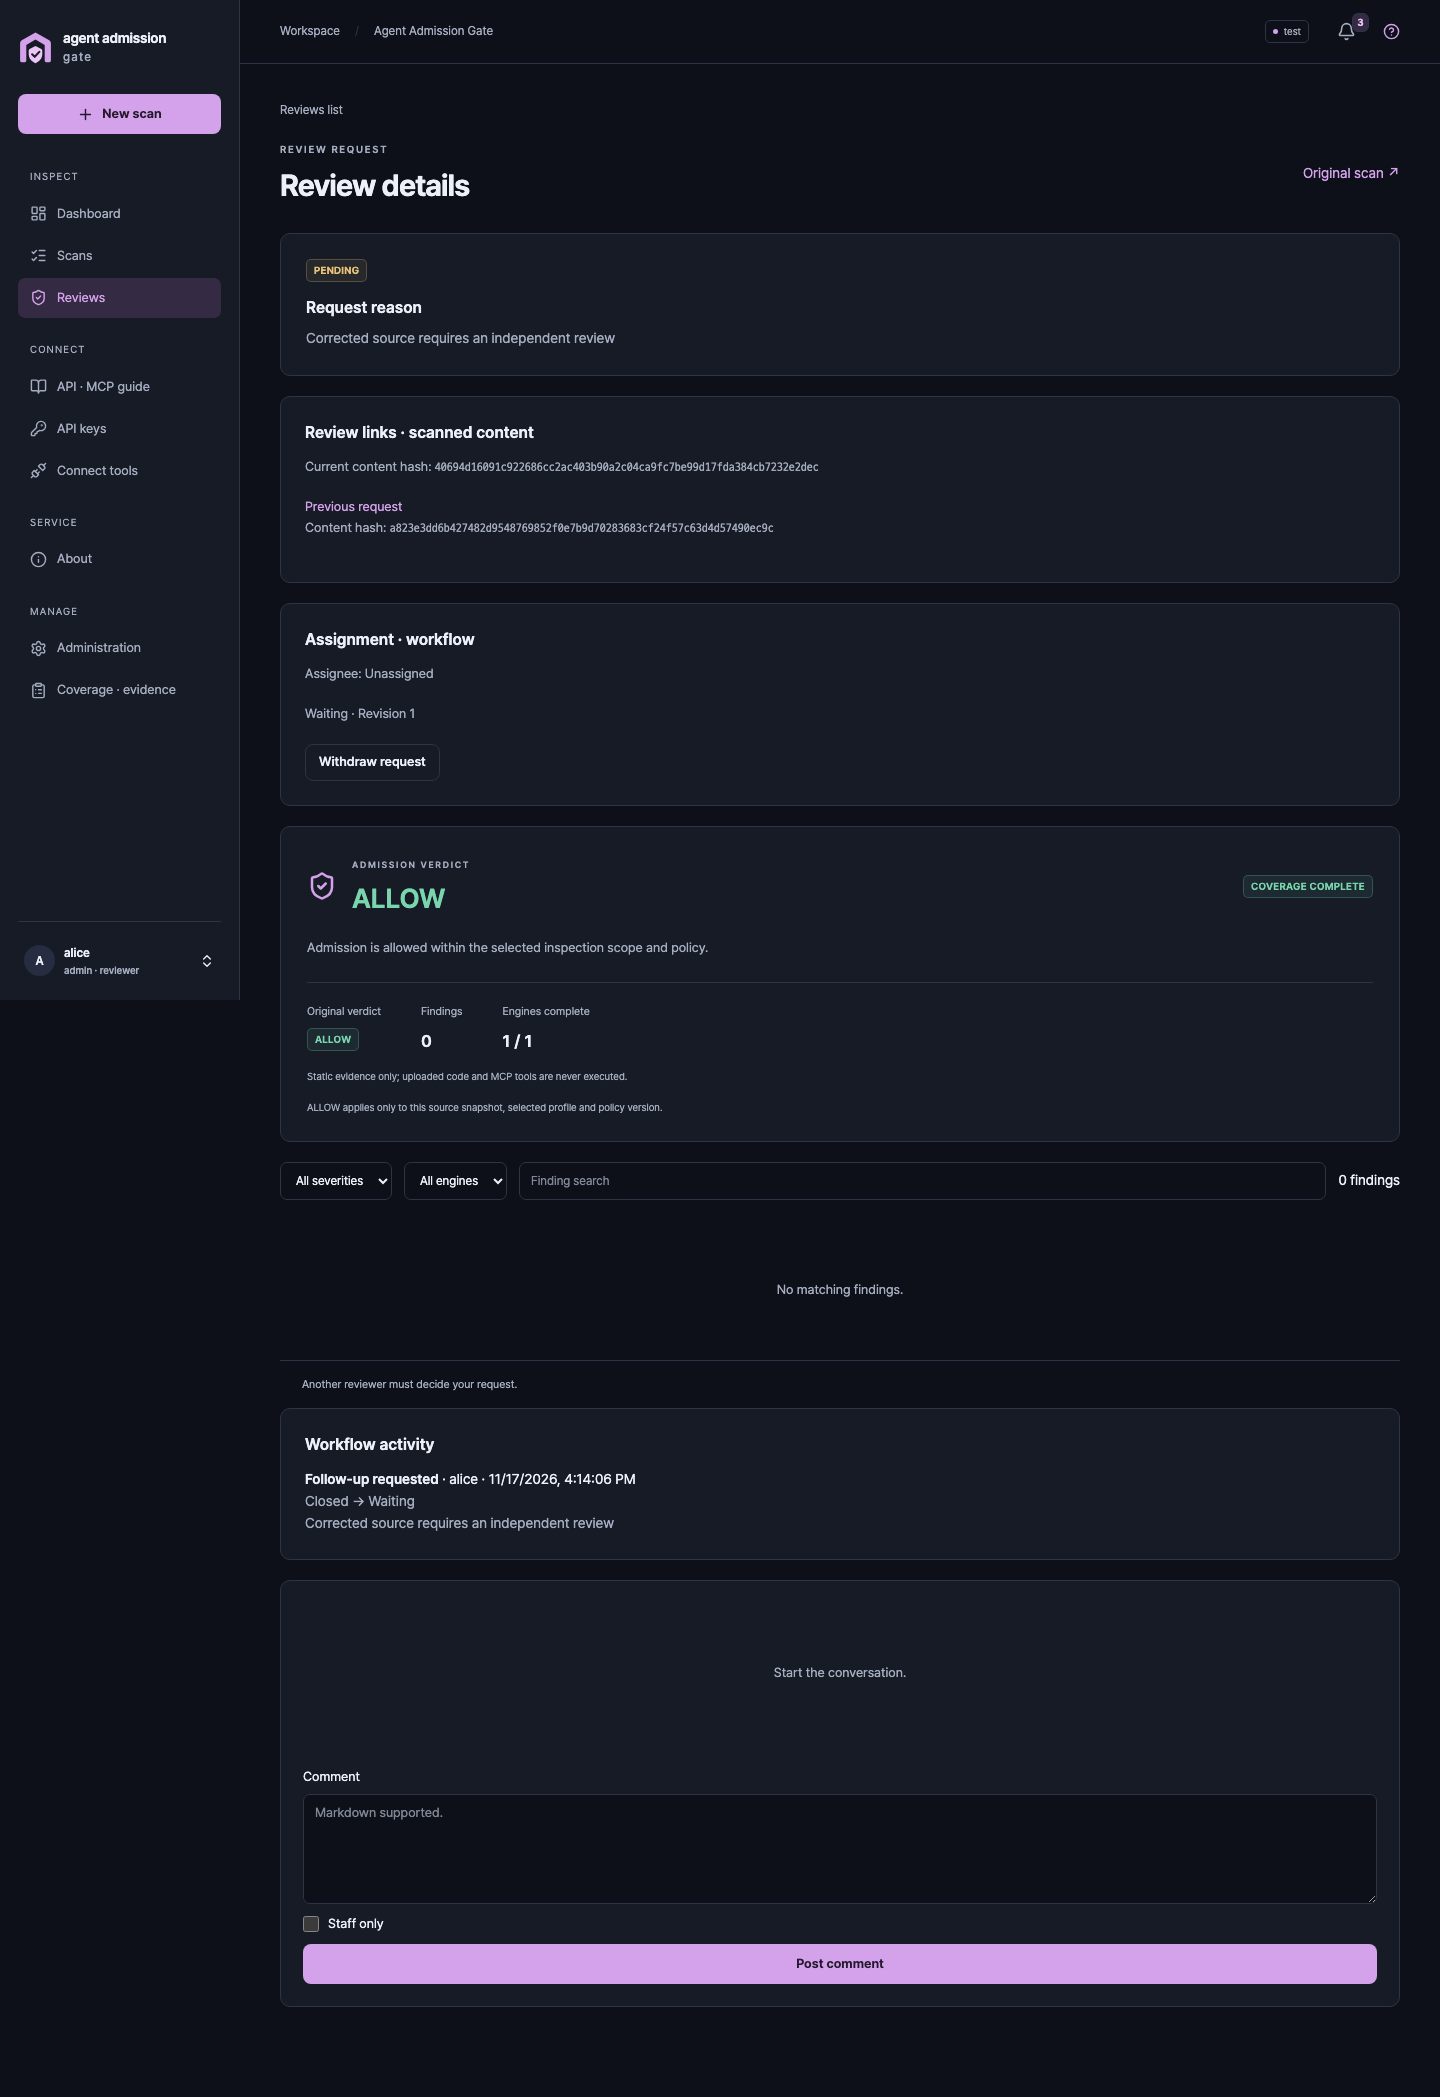 agent admission
gate
New scan
INSPECT
Dashboard
Scans
Reviews
CONNECT
API · MCP guide
API keys
Connect tools
SERVICE
About
MANAGE
Administration
Coverage · evidence
A
alice
admin · reviewer
Workspace / Agent Admission Gate
test
3
Reviews list
REVIEW REQUEST
Review details
Original scan ↗
PENDING
Request reason
Corrected source requires an independent review
Review links · scanned content
Current content hash: 40694d16091c922686cc2ac403b90a2c04ca9fc7be99d17fda384cb7232e2dec
Previous request
Content hash: a823e3dd6b427482d9548769852f0e7b9d70283683cf24f57c63d4d57490ec9c
Assignment · workflow
Assignee: Unassigned
Waiting · Revision 1
Withdraw request
ADMISSION VERDICT
ALLOW
COVERAGE COMPLETE
Admission is allowed within the selected inspection scope and policy.
Original verdict
Findings
Engines complete
ALLOW
0
1 / 1
Static evidence only; uploaded code and MCP tools are never executed.
ALLOW applies only to this source snapshot, selected profile and policy version.
All severities
All engines
Finding search
0 findings
No matching findings.
Another reviewer must decide your request.
Workflow activity
Follow-up requested · alice · 11/17/2026, 4:14:06 PM
Closed → Waiting
Corrected source requires an independent review
Start the conversation.
Comment
Markdown supported.
Staff only
Post comment